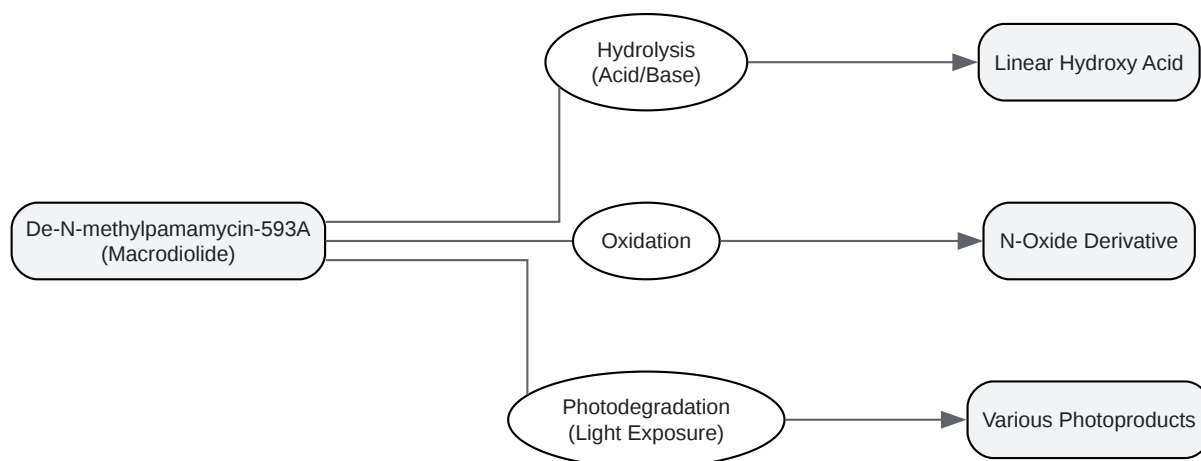 Hydrolysis
(Acid/Base)
Linear Hydroxy Acid
De-N-methylpamamycin-593A
(Macrodiolide)
Oxidation
N-Oxide Derivative
Photodegradation
(Light Exposure)
Various Photoproducts